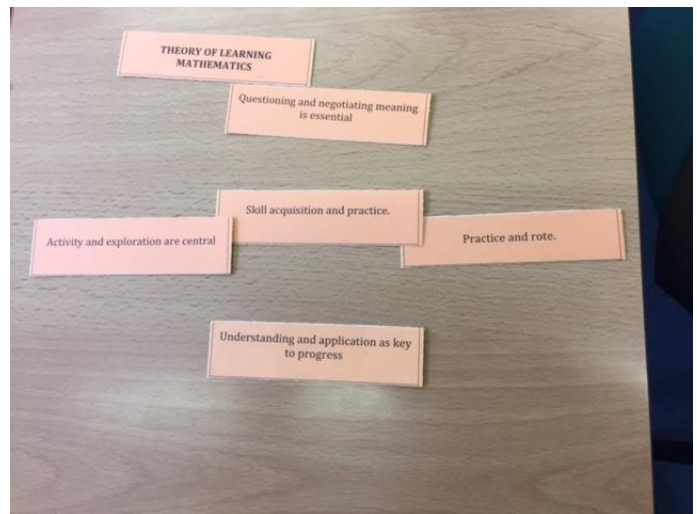 THEORY OF LEARNING
MATHEMATICS
Questioning and negotiating meaning
is essential
Skill acquisition and practice.
Activity and exploration are central
Practice and rote.
Understanding and application as key
to progress